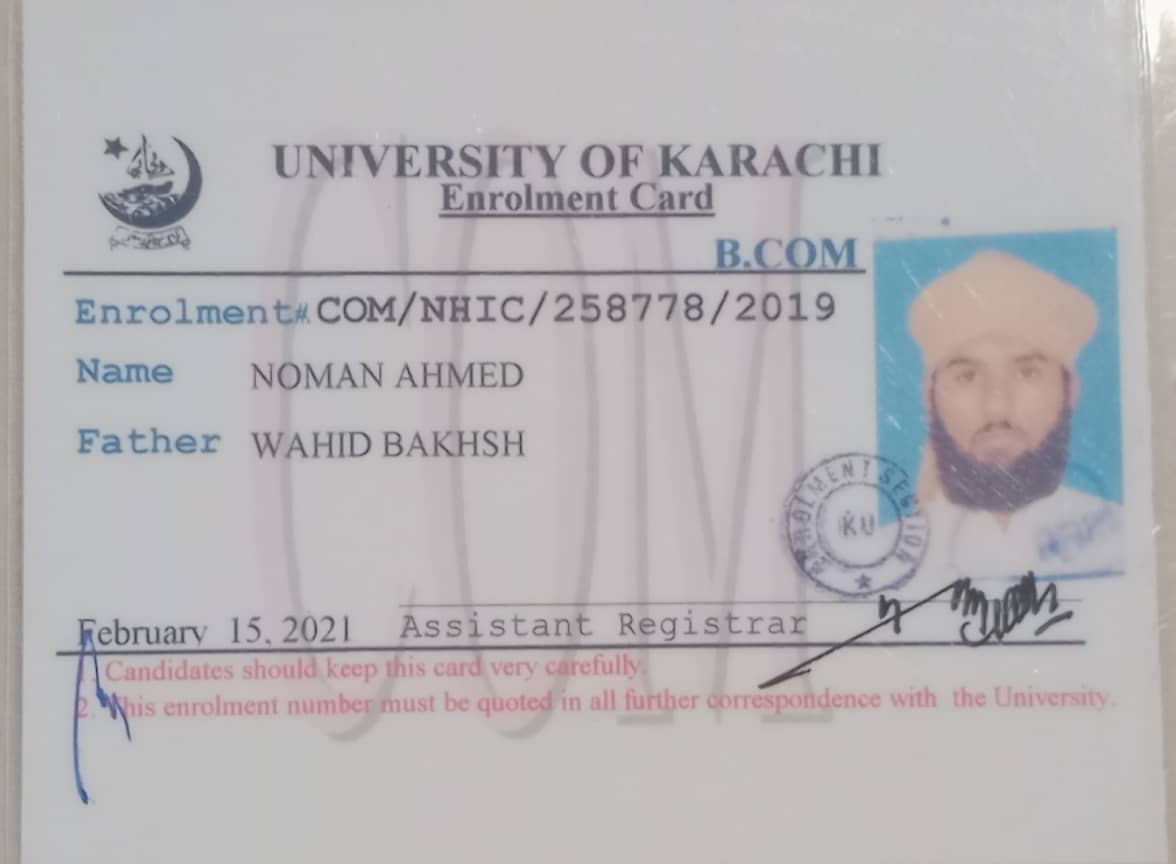 UNIVERSITY OF KARACHI
Enrolment Card
B.COM
Enrolment# COM/NHIC/258778/2019
Name NOMAN AHMED
Father WAHID BAKHSH
ENROLMENT SECTION
KU
February 15, 2021 Assistant Registrar
1. Candidates should keep this card very carefully.
2. This enrolment number must be quoted in all further correspondence with the University.
COM